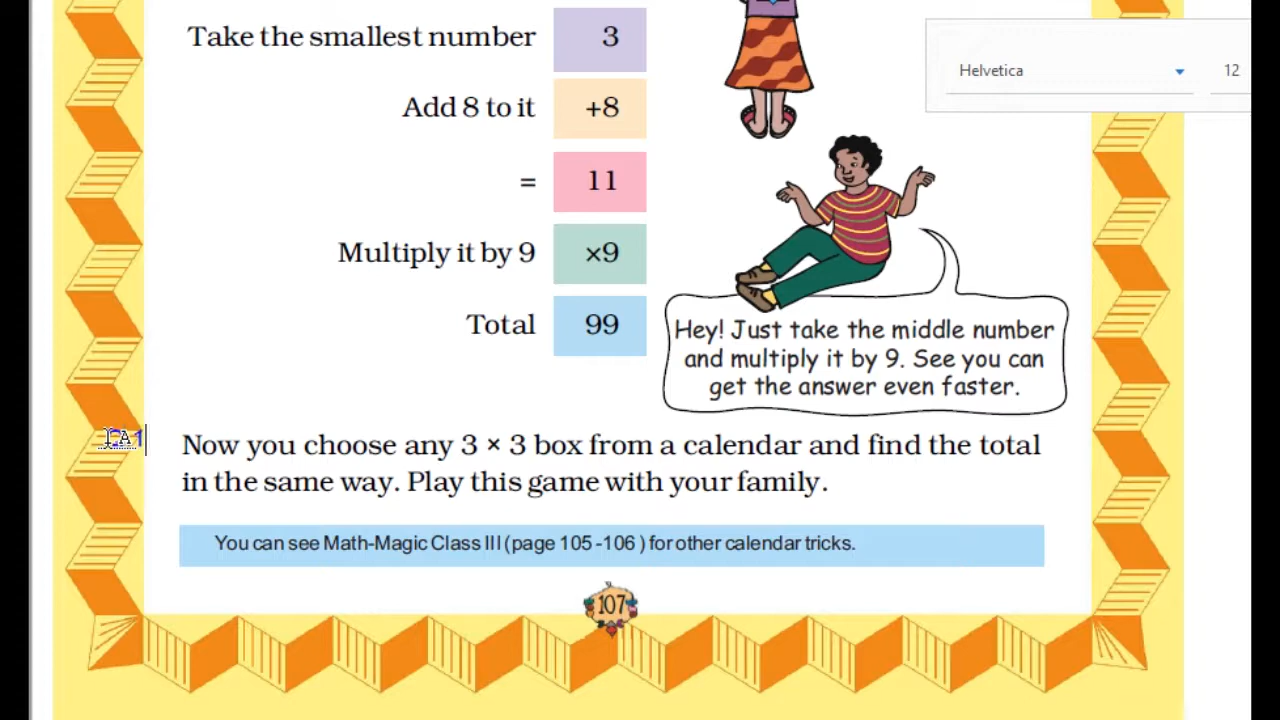 Take the smallest number 3
Helvetica 12
Add 8 to it +8
= 11
Multiply it by 9 ×9
Total 99
Hey! Just take the middle number
and multiply it by 9. See you can
get the answer even faster.
Now you choose any 3 × 3 box from a calendar and find the total
in the same way. Play this game with your family.
You can see Math-Magic Class III (page 105 -106 ) for other calendar tricks.
107